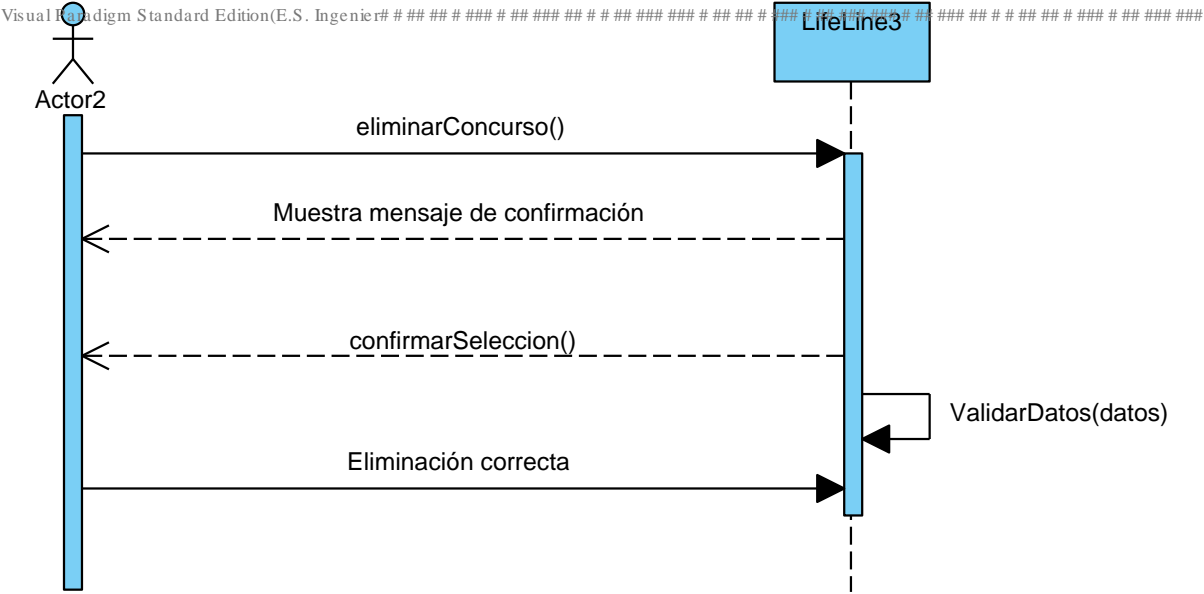 Visual Paradigm Standard Edition(E.S. Ingenier# # ## ## # ### # # ## ### ## # # ## ### ### # ## ## # ### # ## ### ### # ## ### ## # # ## ## # ### # ## ### ###
LifeLine3
Actor2
eliminarConcurso()
Muestra mensaje de confirmación
confirmarSeleccion()
ValidarDatos(datos)
Eliminación correcta